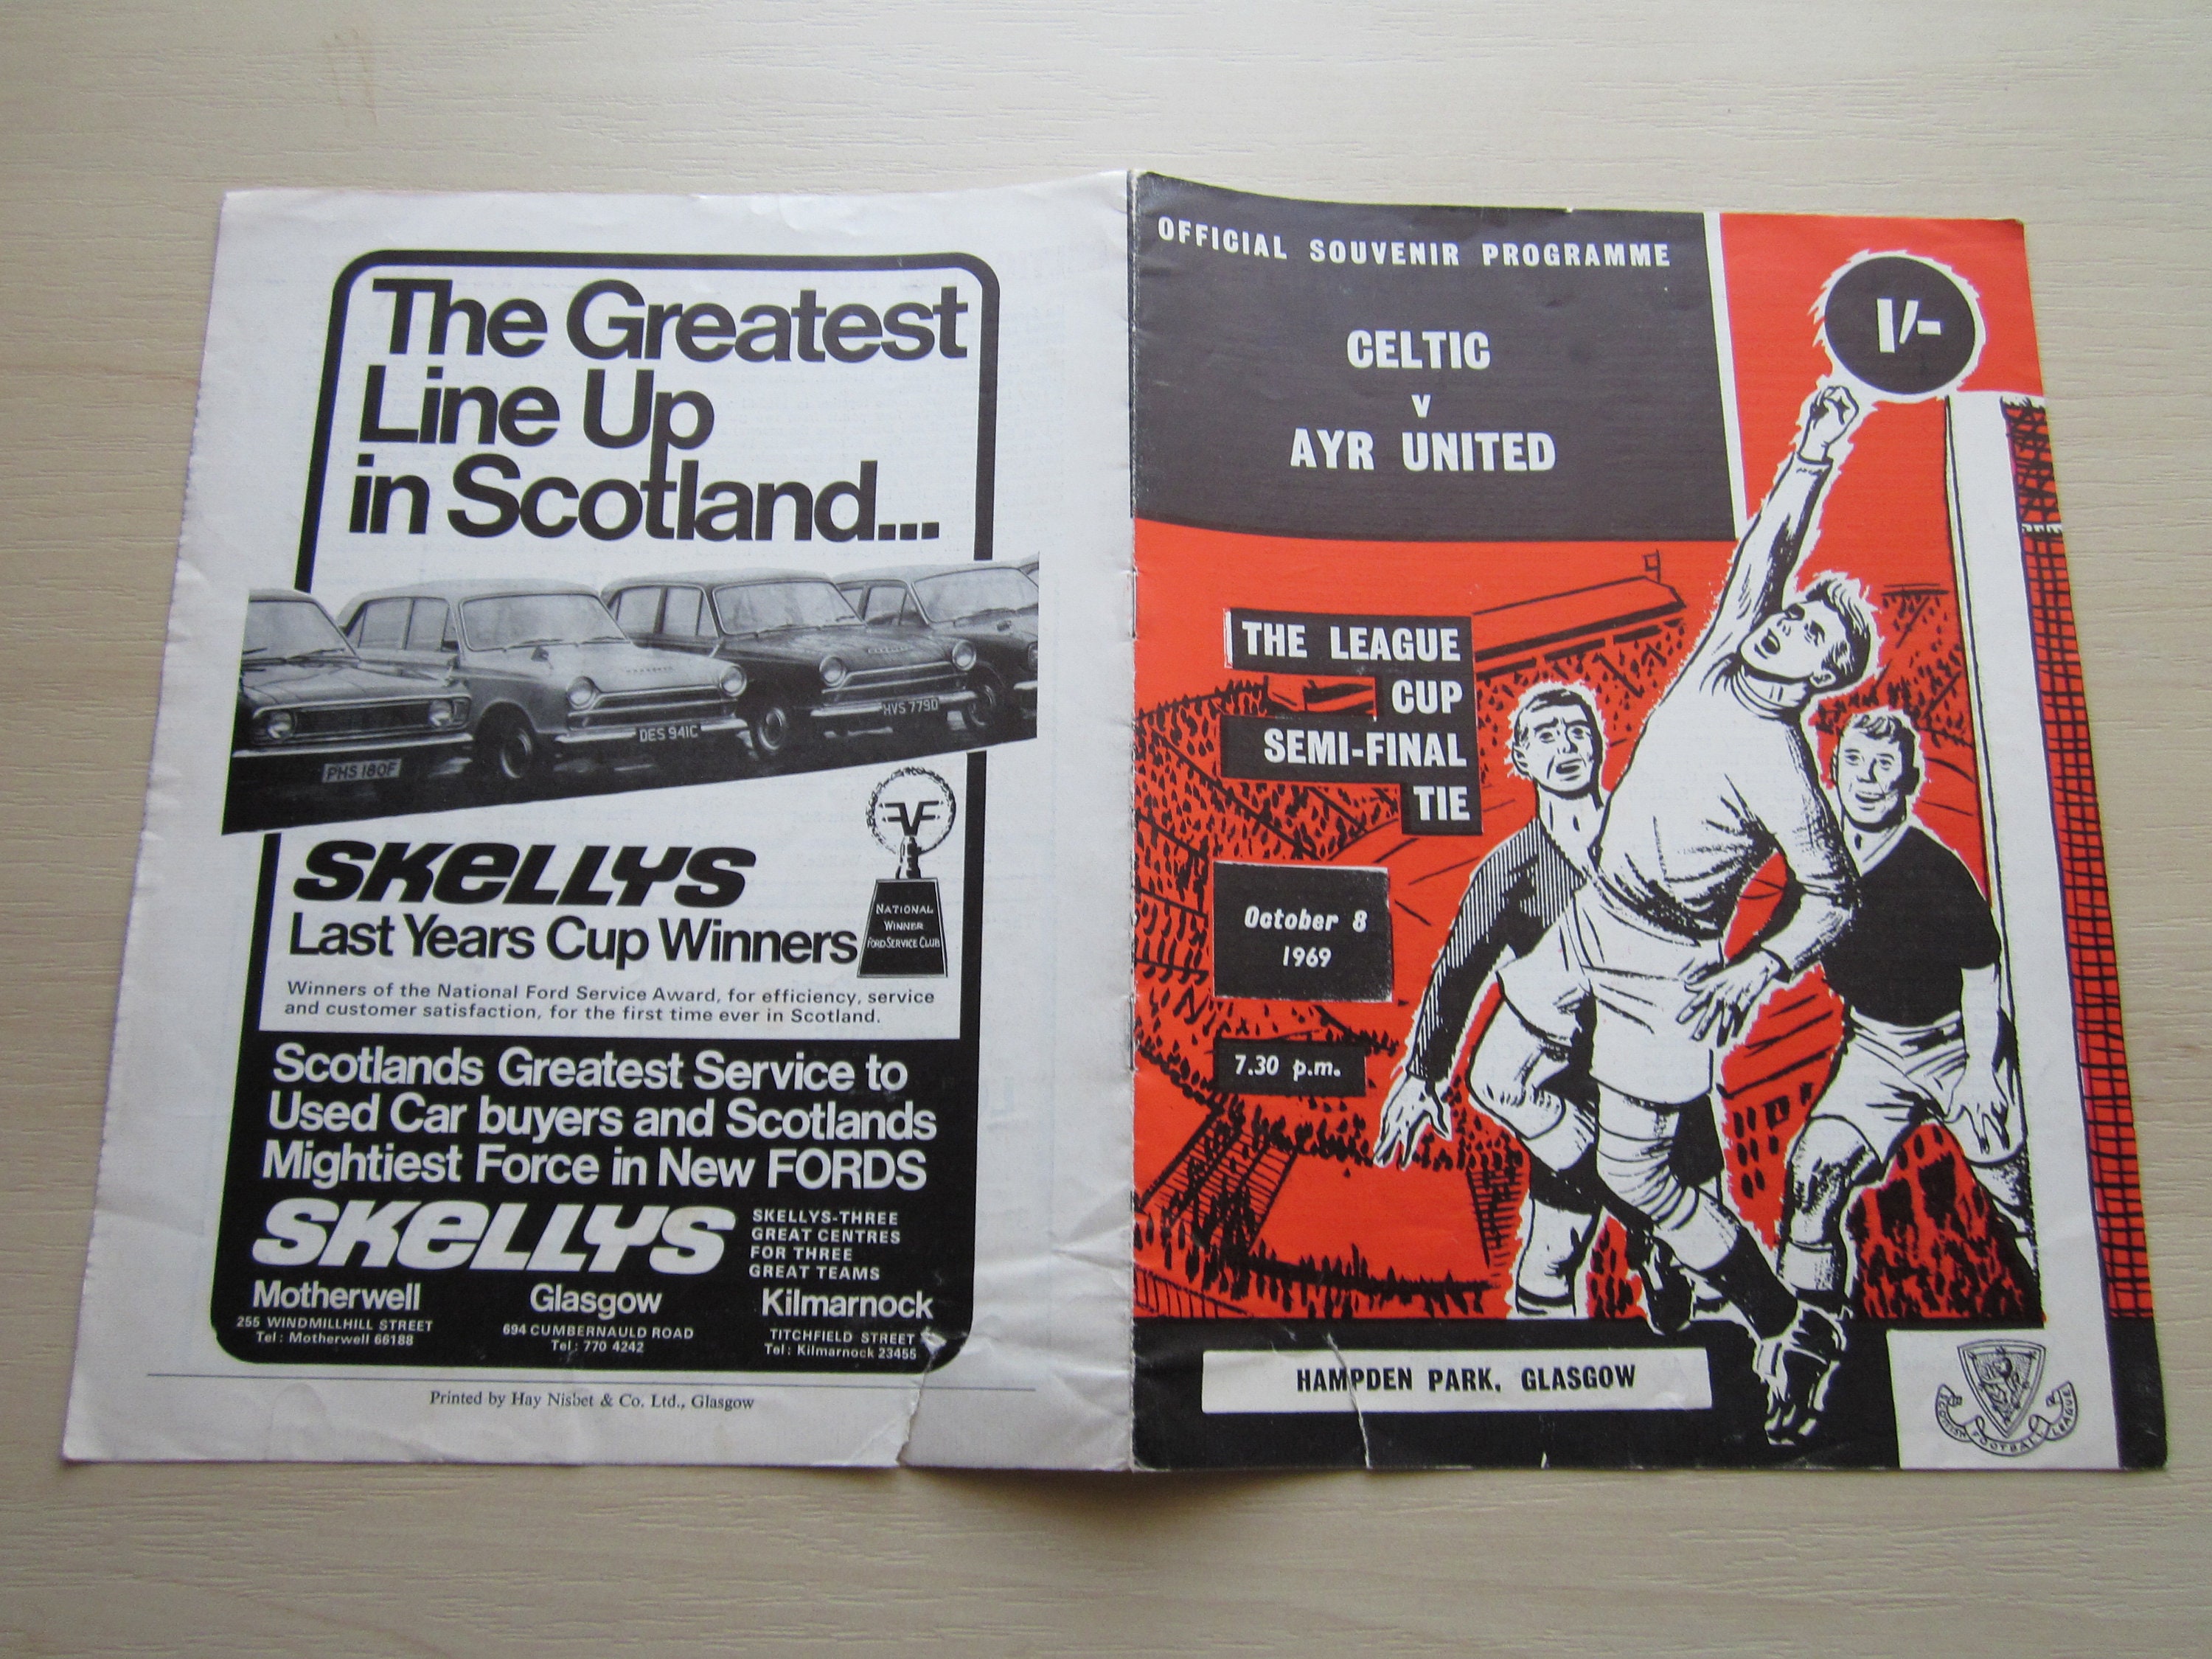 The Greatest
Line Up
in Scotland...
PHS 180F
DES 941C
HVS 779D
SKELLYS
Last Years Cup Winners
NATIONAL
WINNER
FORD SERVICE CLUB
Winners of the National Ford Service Award, for efficiency, service
and customer satisfaction, for the first time ever in Scotland.
Scotlands Greatest Service to
Used Car buyers and Scotlands
Mightiest Force in New FORDS
SKELLYS
SKELLYS-THREE
GREAT CENTRES
FOR THREE
GREAT TEAMS
Motherwell
255 WINDMILLHILL STREET
Tel: Motherwell 66188
Glasgow
694 CUMBERNAULD ROAD
Tel: 770 4242
Kilmarnock
TITCHFIELD STREET
Tel: Kilmarnock 23455
Printed by Hay Nisbet & Co. Ltd., Glasgow
OFFICIAL SOUVENIR PROGRAMME
1/-
CELTIC
v
AYR UNITED
THE LEAGUE
CUP
SEMI-FINAL
TIE
October 8
1969
7.30 p.m.
HAMPDEN PARK, GLASGOW
SCOTTISH FOOTBALL LEAGUE